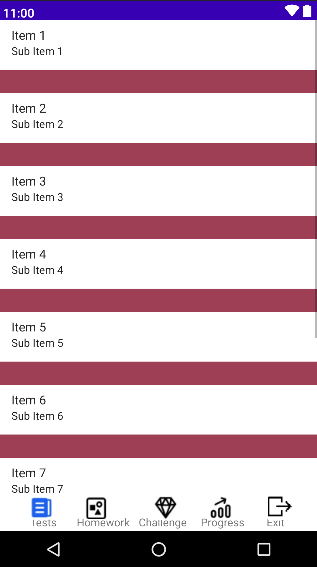 11:00
Item 1
Sub Item 1
Item 2
Sub Item 2
Item 3
Sub Item 3
Item 4
Sub Item 4
Item 5
Sub Item 5
Item 6
Sub Item 6
Item 7
Sub Item 7
Tests Homework Challenge Progress Exit